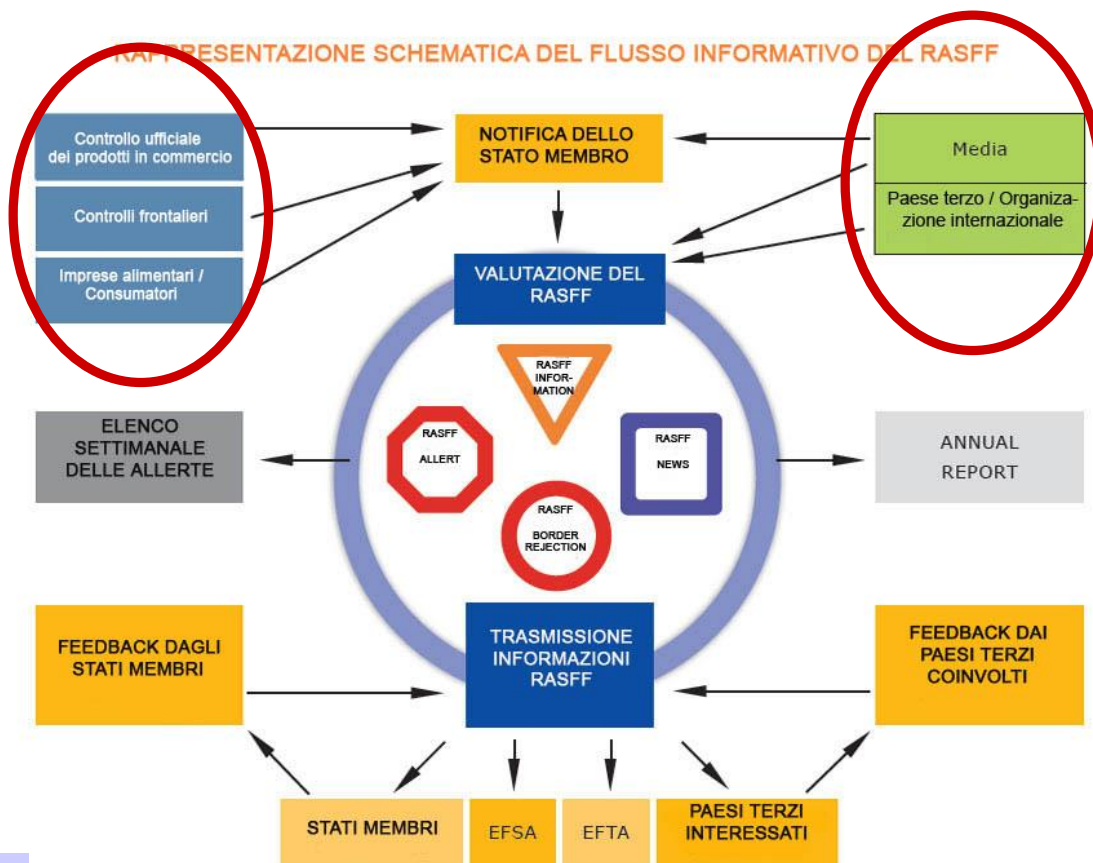 RAPPRESENTAZIONE SCHEMATICA DEL FLUSSO INFORMATIVO DEL RASFF
Controllo ufficiale
dei prodotti in commercio
Controlli frontalieri
Imprese alimentari /
Consumatori
NOTIFICA DELLO
STATO MEMBRO
Media
Paese terzo / Organizza-
zione internazionale
VALUTAZIONE DEL
RASFF
RASFF
INFOR-
MATION
RASFF
ALLERT
RASFF
NEWS
RASFF
BORDER
REJECTION
ELENCO
SETTIMANALE
DELLE ALLERTE
ANNUAL
REPORT
FEEDBACK DAGLI
STATI MEMBRI
TRASMISSIONE
INFORMAZIONI
RASFF
FEEDBACK DAI
PAESI TERZI
COINVOLTI
STATI MEMBRI
EFSA
EFTA
PAESI TERZI
INTERESSATI